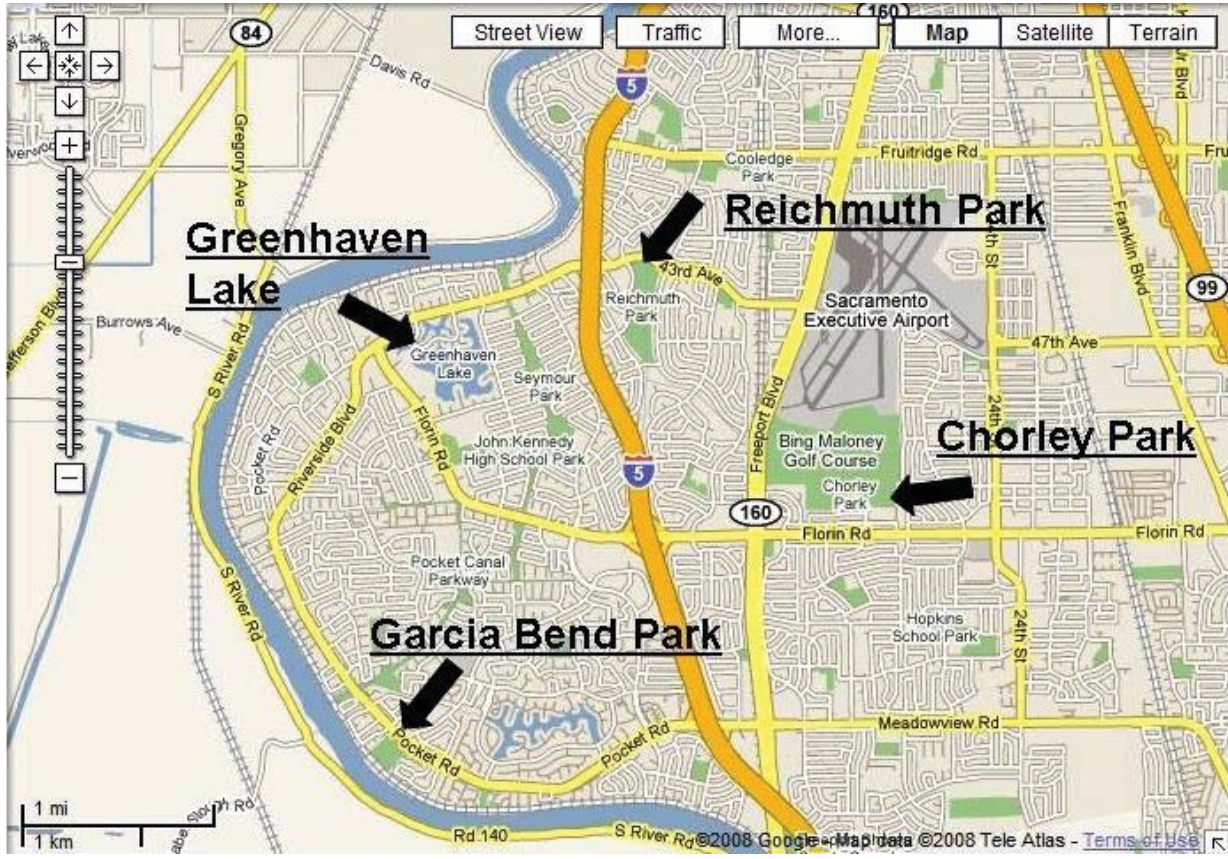 84
Davis Rd
Gregory Ave
Street View
Traffic
More...
Map
Satellite
Terrain
160
5
Cooledge
Park
Fruitridge Rd
Fru
Franklin Blvd
99
Reichmuth Park
Greenhaven
Lake
43rd Ave
Reichmuth
Park
Sacramento
Executive Airport
24th St
47th Ave
Burrows Ave
S River Rd
Greenhaven
Lake
Seymour
Park
Freeport Blvd
Pocket Rd
Riverside Blvd
Florin Rd
John Kennedy
High School Park
5
Bing Maloney
Golf Course
Chorley
Park
Chorley Park
24th
160
Florin Rd
Florin Rd
S River Rd
Pocket Canal
Parkway
Hopkins
School Park
24th St
Garcia Bend Park
Pocket Rd
Pocket Rd
Meadowview Rd
1 mi
1 km
Rd 140
S River Rd
©2008 Google - Map data ©2008 Tele Atlas - Terms of Use